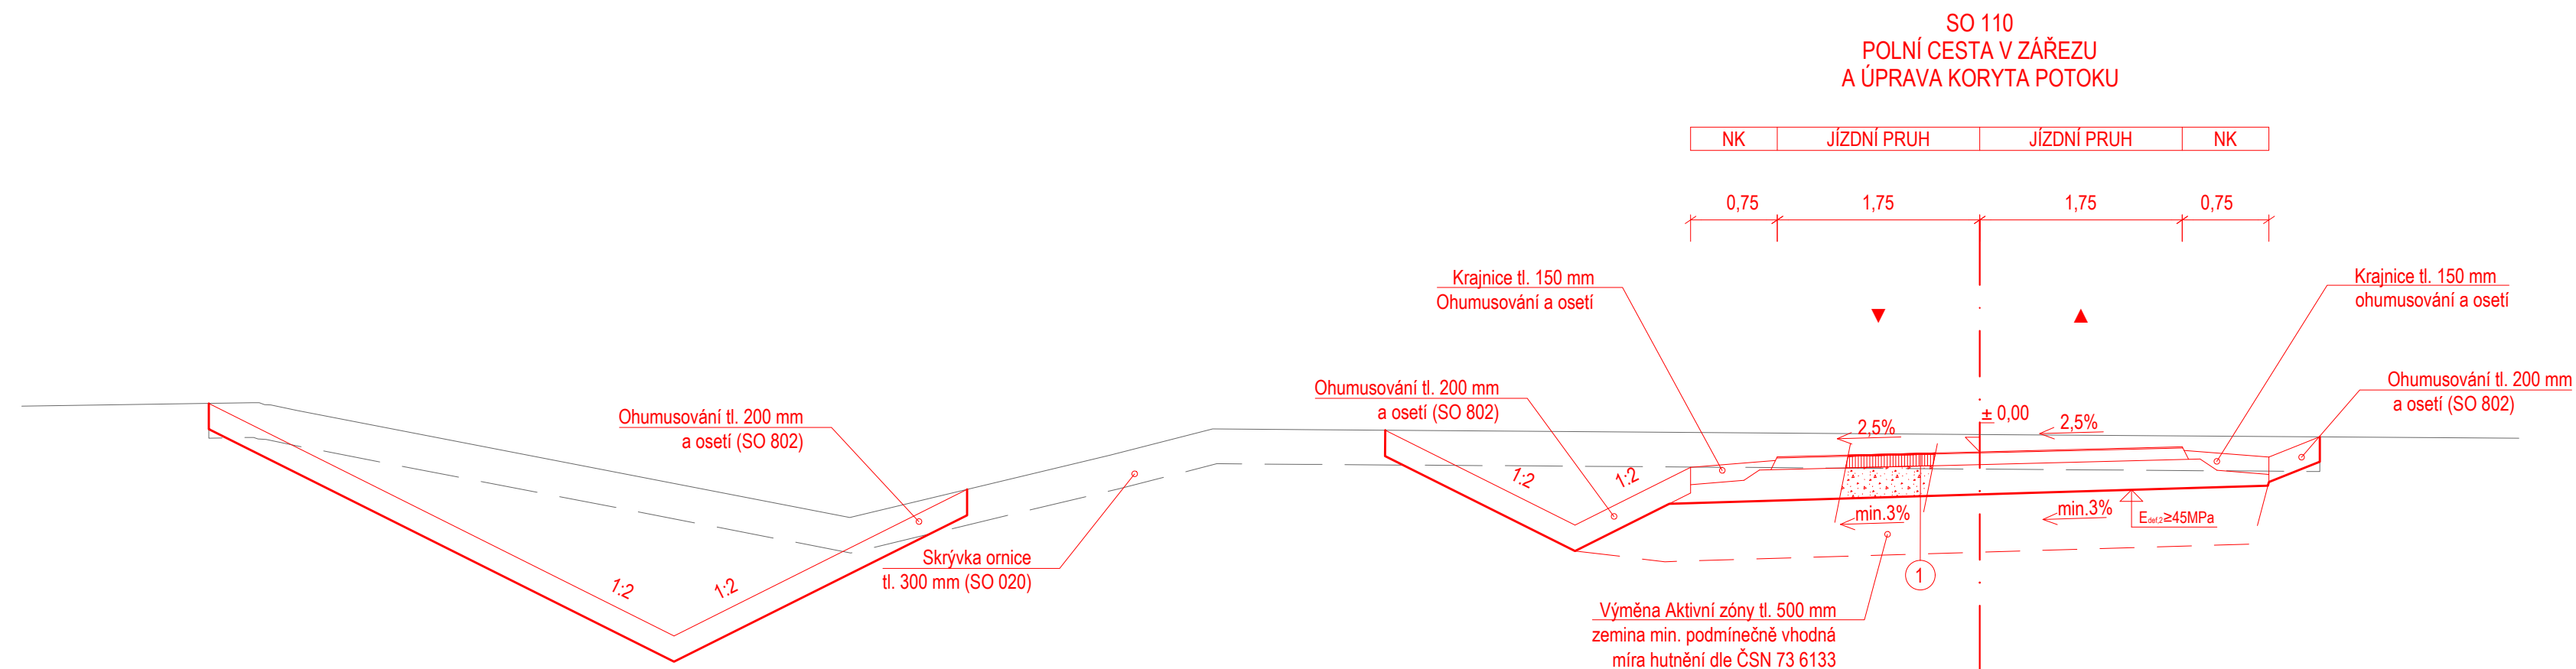 SO 110
POLNÍ CESTA V ZÁŘEZU
A ÚPRAVA KORYTA POTOKU
NK JÍZDNÍ PRUH JÍZDNÍ PRUH NK
0,75 1,75 1,75 0,75
Krajnice tl. 150 mm
Ohumusování a osetí
Krajnice tl. 150 mm
ohumusování a osetí
Ohumusování tl. 200 mm
a osetí (SO 802)
Ohumusování tl. 200 mm
a osetí (SO 802)
Ohumusování tl. 200 mm
a osetí (SO 802)
± 0,00
2,5% 2,5%
1:2 1:2
min.3% min.3%
Edef,2≥45MPa
Skrývka ornice
tl. 300 mm (SO 020)
1:2 1:2
1
Výměna Aktivní zóny tl. 500 mm
zemina min. podmínečně vhodná
míra hutnění dle ČSN 73 6133